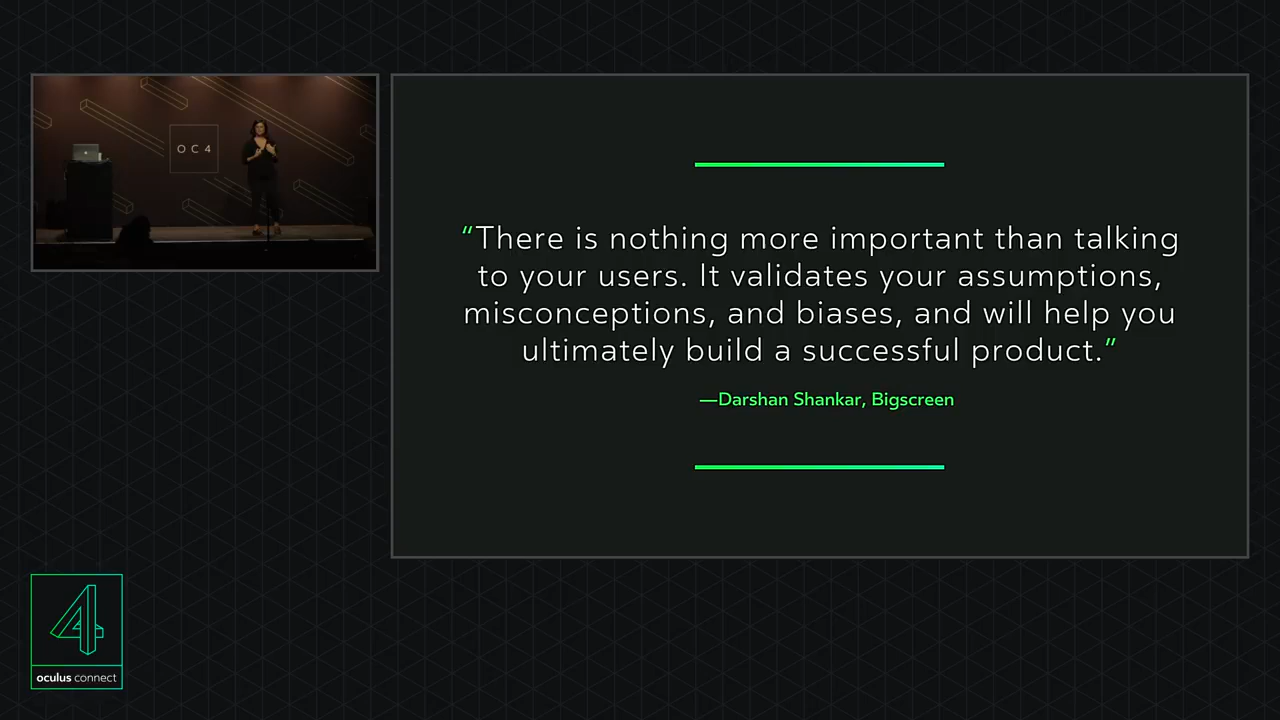 OC4
“There is nothing more important than talking
to your users. It validates your assumptions,
misconceptions, and biases, and will help you
ultimately build a successful product.”
—Darshan Shankar, Bigscreen
4
oculus connect